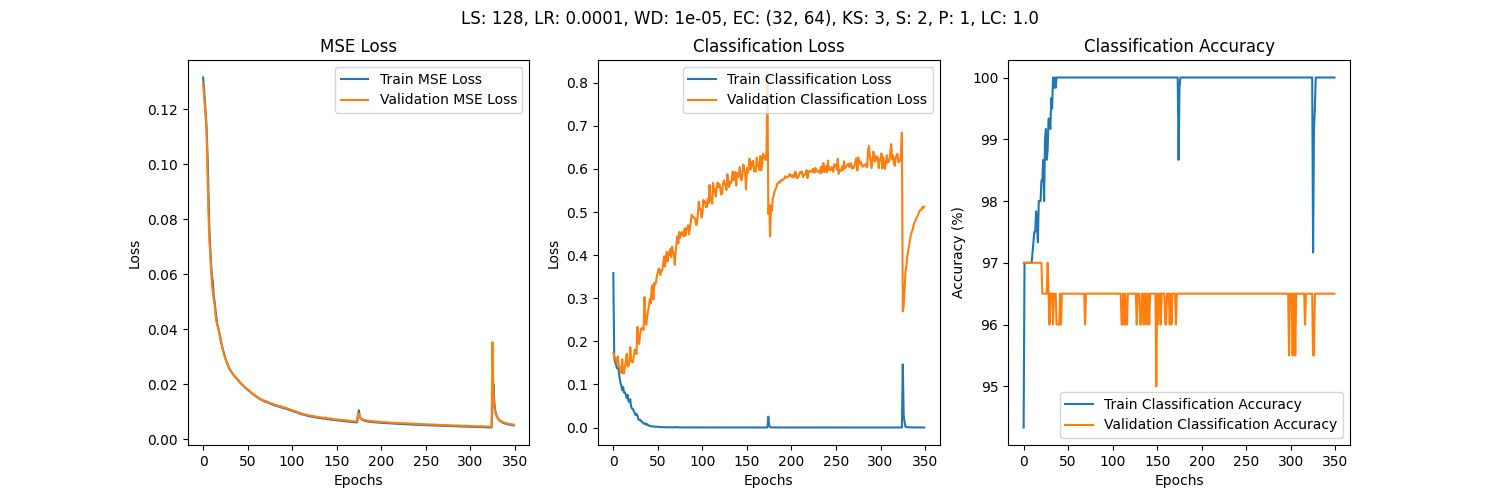 LS: 128, LR: 0.0001, WD: 1e-05, EC: (32, 64), KS: 3, S: 2, P: 1, LC: 1.0
MSE Loss
Train MSE Loss
Validation MSE Loss
Loss
0.12
0.10
0.08
0.06
0.04
0.02
0.00
0 50 100 150 200 250 300 350
Epochs
Classification Loss
Train Classification Loss
Validation Classification Loss
Loss
0.8
0.7
0.6
0.5
0.4
0.3
0.2
0.1
0.0
0 50 100 150 200 250 300 350
Epochs
Classification Accuracy
Accuracy (%)
100
99
98
97
96
95
Train Classification Accuracy
Validation Classification Accuracy
0 50 100 150 200 250 300 350
Epochs